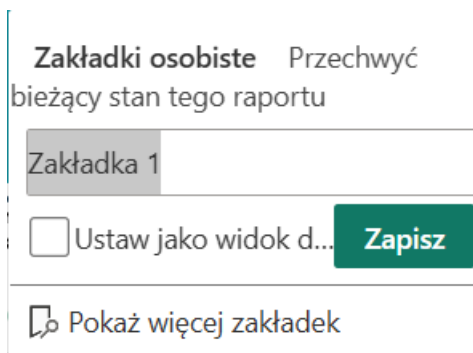 Zakładki osobiste Przechwyć
bieżący stan tego raportu
Zakładka 1
Ustaw jako widok d... Zapisz
Pokaż więcej zakładek